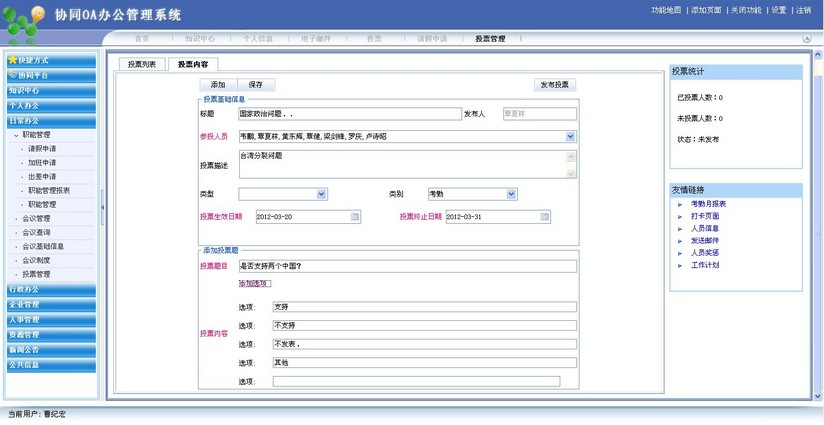 协同OA办公管理系统
功能地图 | 添加页面 | 关闭功能 | 设置 | 注销
首页 | 知识中心 | 个人信息 | 电子邮件 | 投票 | 请假申请 | 投票管理 |
快捷方式
协同平台
知识中心
个人办公
日常办公
职能管理
请假申请
加班申请
出差申请
职能管理报表
职能管理
会议管理
会议查询
会议基础信息
会议制度
投票管理
行政办公
企业管理
人事管理
资源管理
新闻公告
公共信息
投票列表 投票内容
添加 保存 发布投票
投票基础信息
标题 国家政治问题.. 发布人 覃夏林
参投人员 韦鹏,覃夏林,黄东辉,覃健,梁剑锋,罗庆,卢诗昭
投票描述 台湾分裂问题
类型 类别 考勤
投票生效日期 2012-03-20 投票终止日期 2012-03-31
添加投票题
投票题目 是否支持两个中国?
添加选项
投票内容
选项: 支持
选项: 不支持
选项: 不发表.
选项: 其他
选项:
投票统计
已投票人数:0
未投票人数:0
状态:未发布
友情链接
考勤月报表
打卡页面
人员信息
发送邮件
人员奖惩
工作计划
当前用户: 曹纪宏